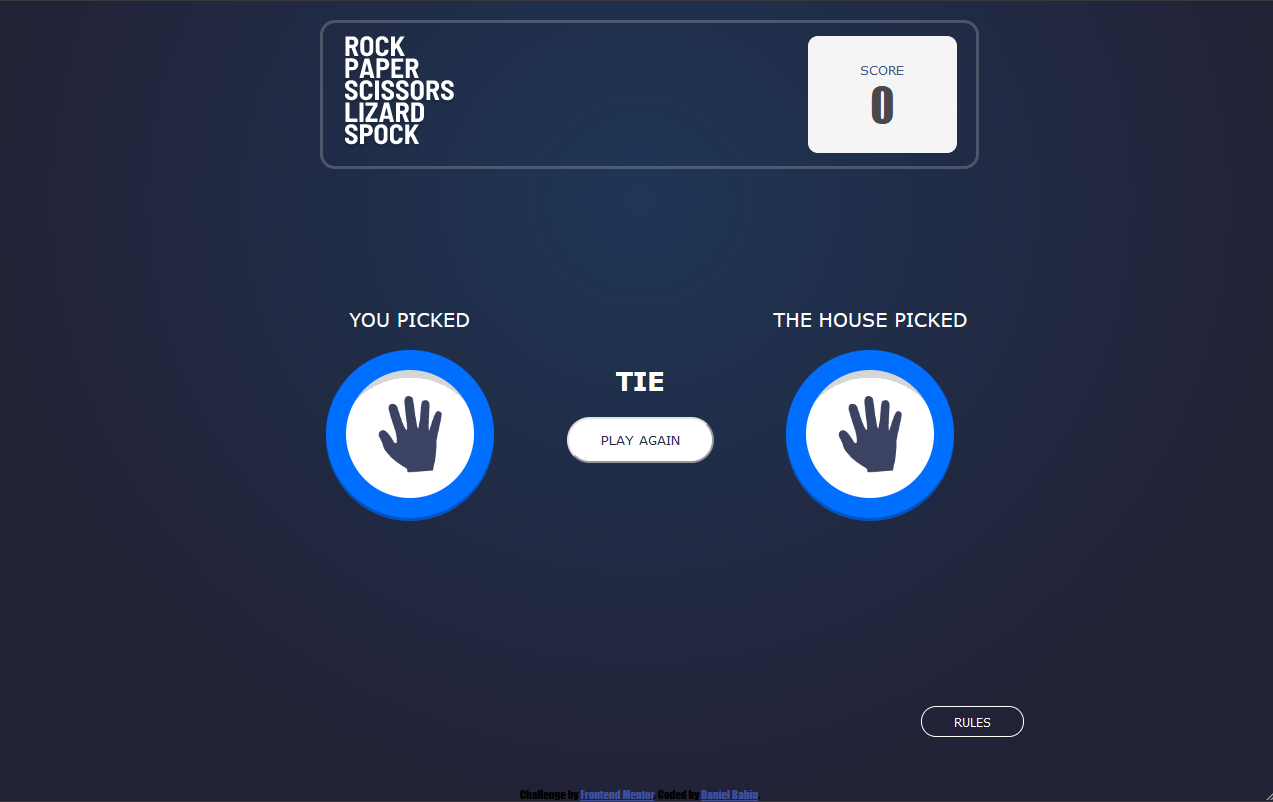 ROCK
PAPER
SCISSORS
LIZARD
SPOCK
SCORE
0
YOU PICKED
THE HOUSE PICKED
TIE
PLAY AGAIN
RULES
Challenge by Frontend Mentor. Coded by Daniel Babin.